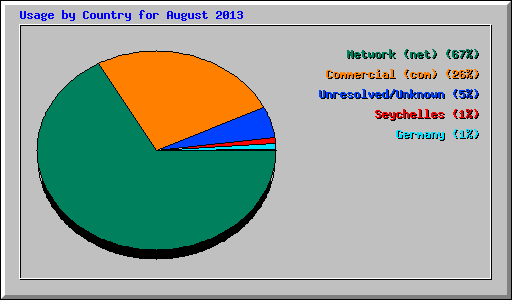 Usage by Country for August 2013
Network (net) (67%)
Commercial (com) (26%)
Unresolved/Unknown (5%)
Seychelles (1%)
Germany (1%)